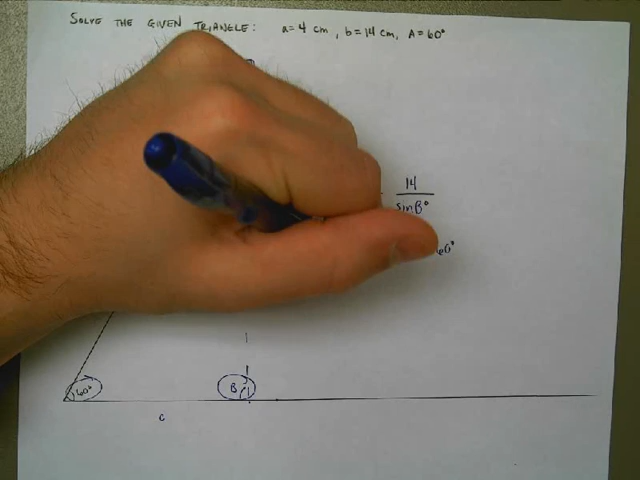 SOLVE THE GIVEN TRIANGLE: a=4 cm, b=14 cm, A=60°
14
sinB°
60°
60°
B
c